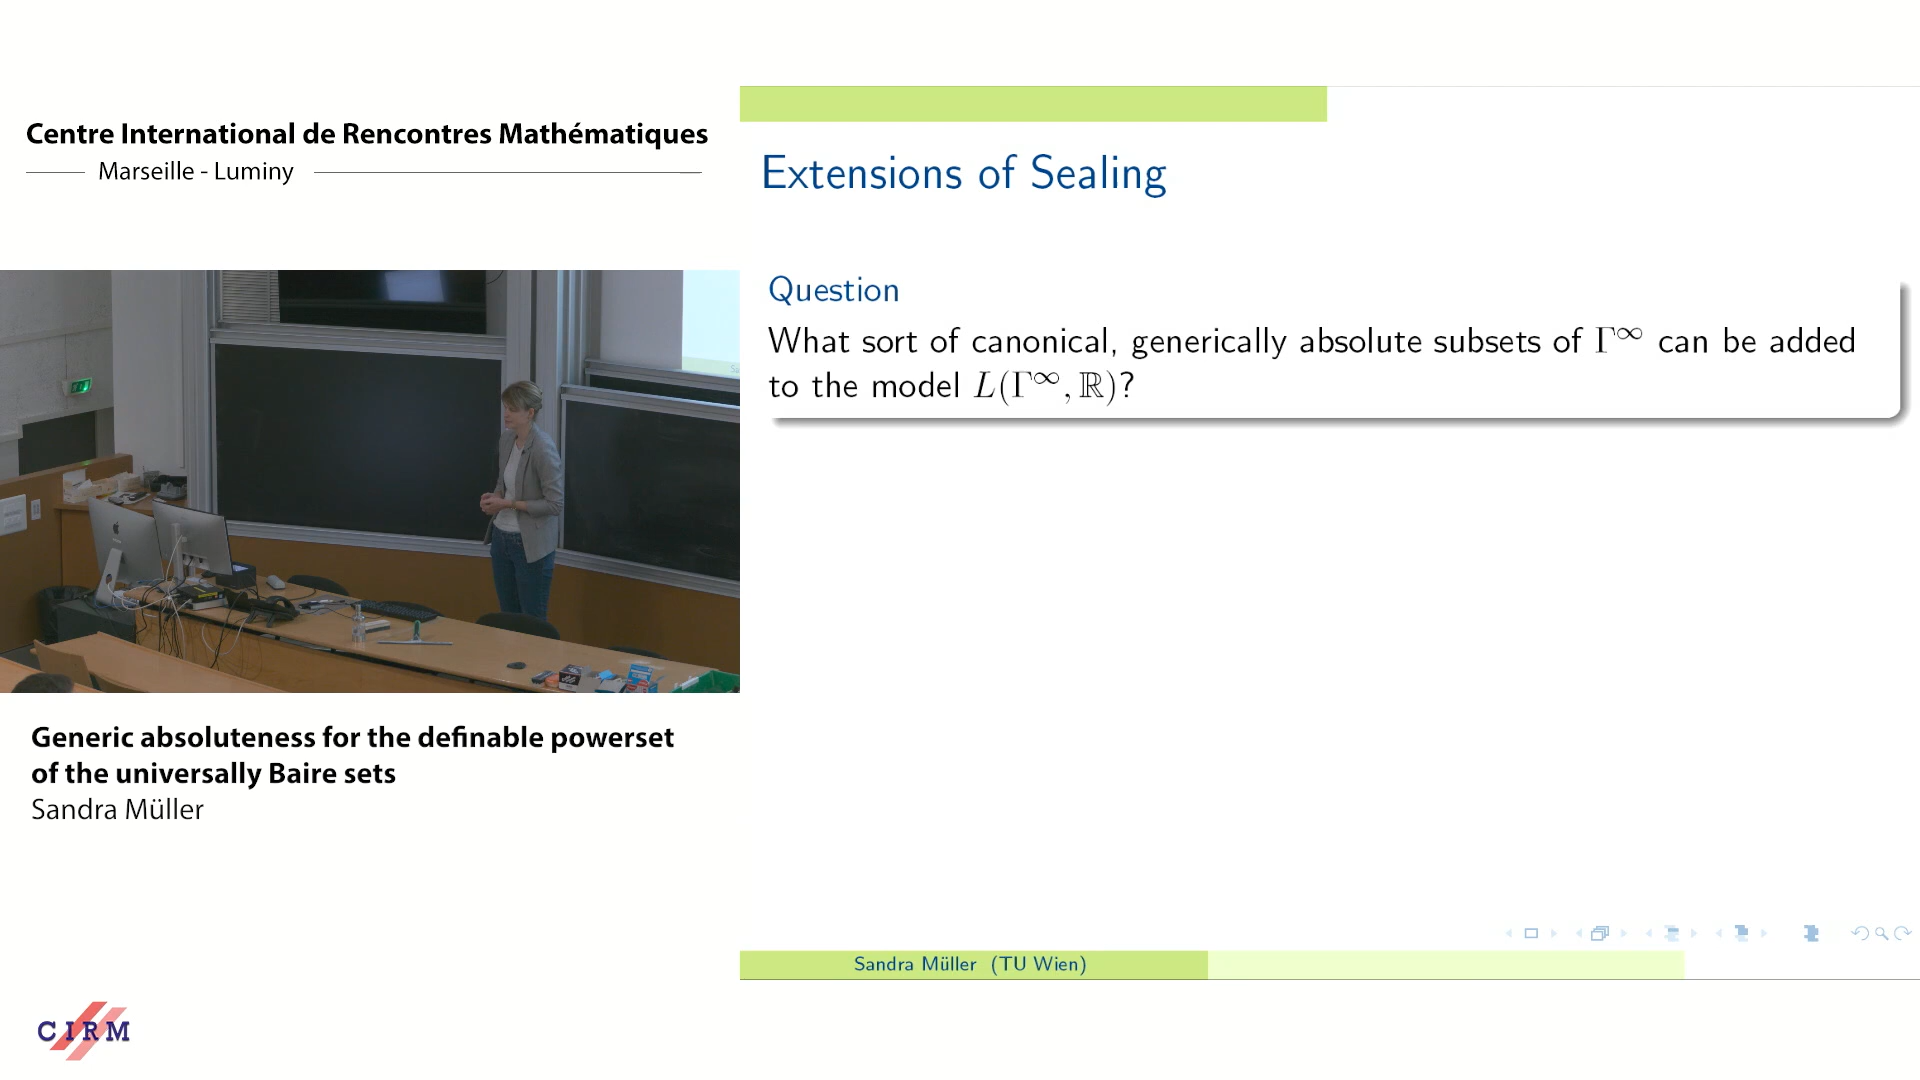 Centre International de Rencontres Mathématiques
Marseille - Luminy
Extensions of Sealing
Question
What sort of canonical, generically absolute subsets of Γ^∞ can be added
to the model L(Γ^∞, ℝ)?
Generic absoluteness for the definable powerset
of the universally Baire sets
Sandra Müller
Sandra Müller (TU Wien)
CIRM